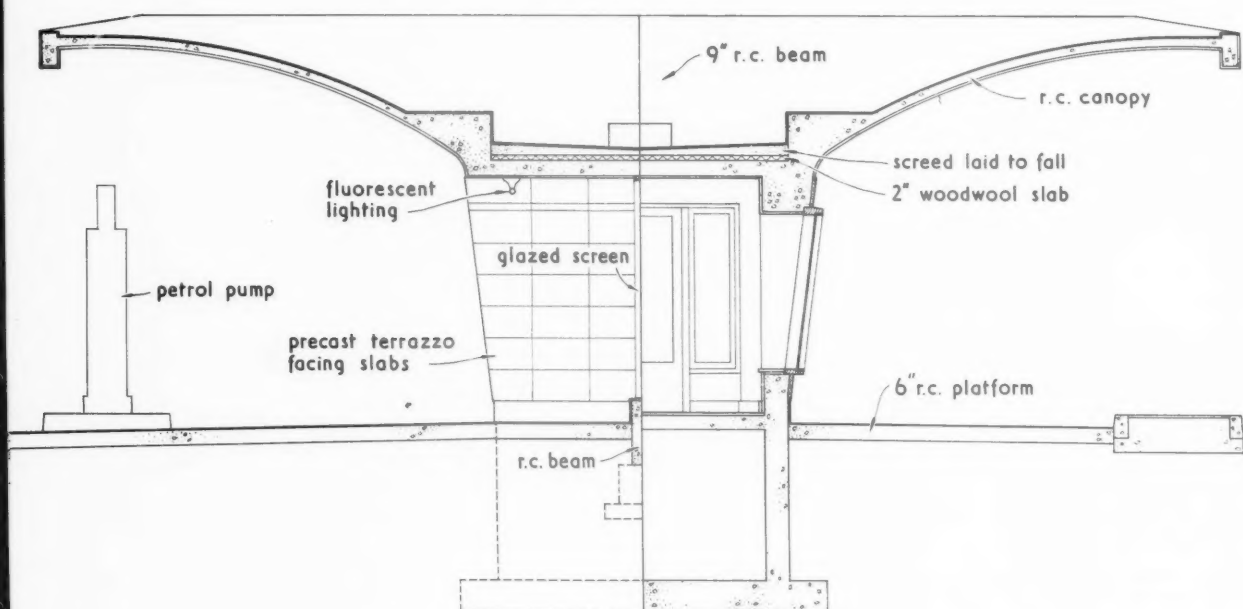 9" r.c. beam
r.c. canopy
screed laid to fall
2" woodwool slab
fluorescent
lighting
glazed screen
petrol pump
precast terrazzo
facing slabs
6" r.c. platform
r.c. beam